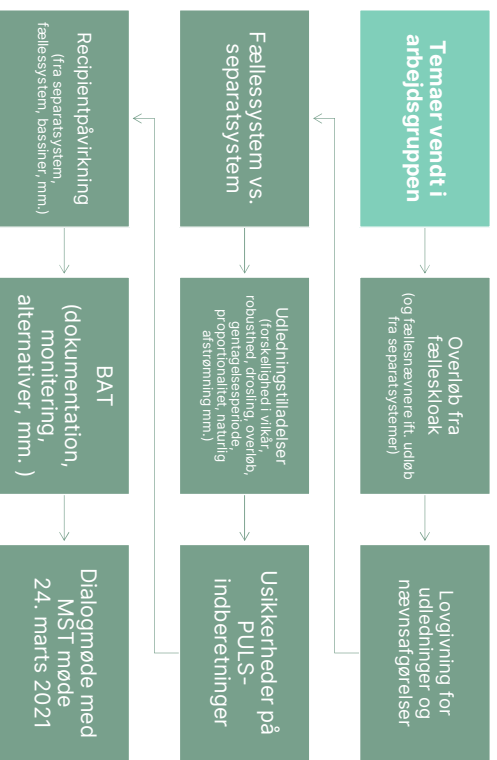 Temaer vendt i
arbejdsgruppen
Overløb fra
fælleskloak
(og fællesnævnere ift. udløb
fra separatsystemer)
Lovgivning for
udledninger og
nævnsafgørelser
Fællessystem vs.
separatsystem
Udledningstilladelser
(forskellighed i vilkår,
robusthed, drosling, overløb,
gentagelsesperiode,
proportionalitet, naturlig
afstrømning mm.)
Usikkerheder på
PULS-
indberetninger
Recipientpåvirkning
(fra separatsystem,
fællessystem, bassiner, mm.)
BAT
(dokumentation,
monitering,
alternativer, mm. )
Dialogmøde med
MST møde
24. marts 2021